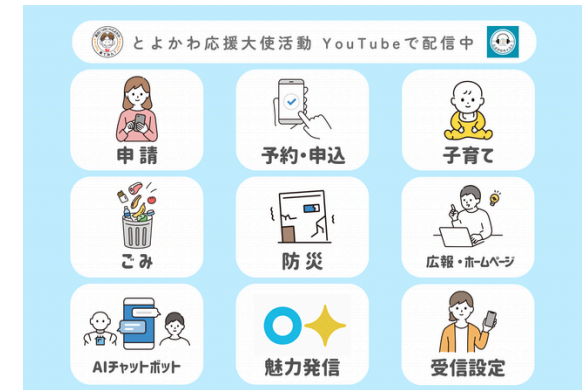 とよかわ応援大使活動 YouTubeで配信中
申請
予約・申込
子育て
ごみ
防災
広報・ホームページ
AIチャットボット
魅力発信
受信設定